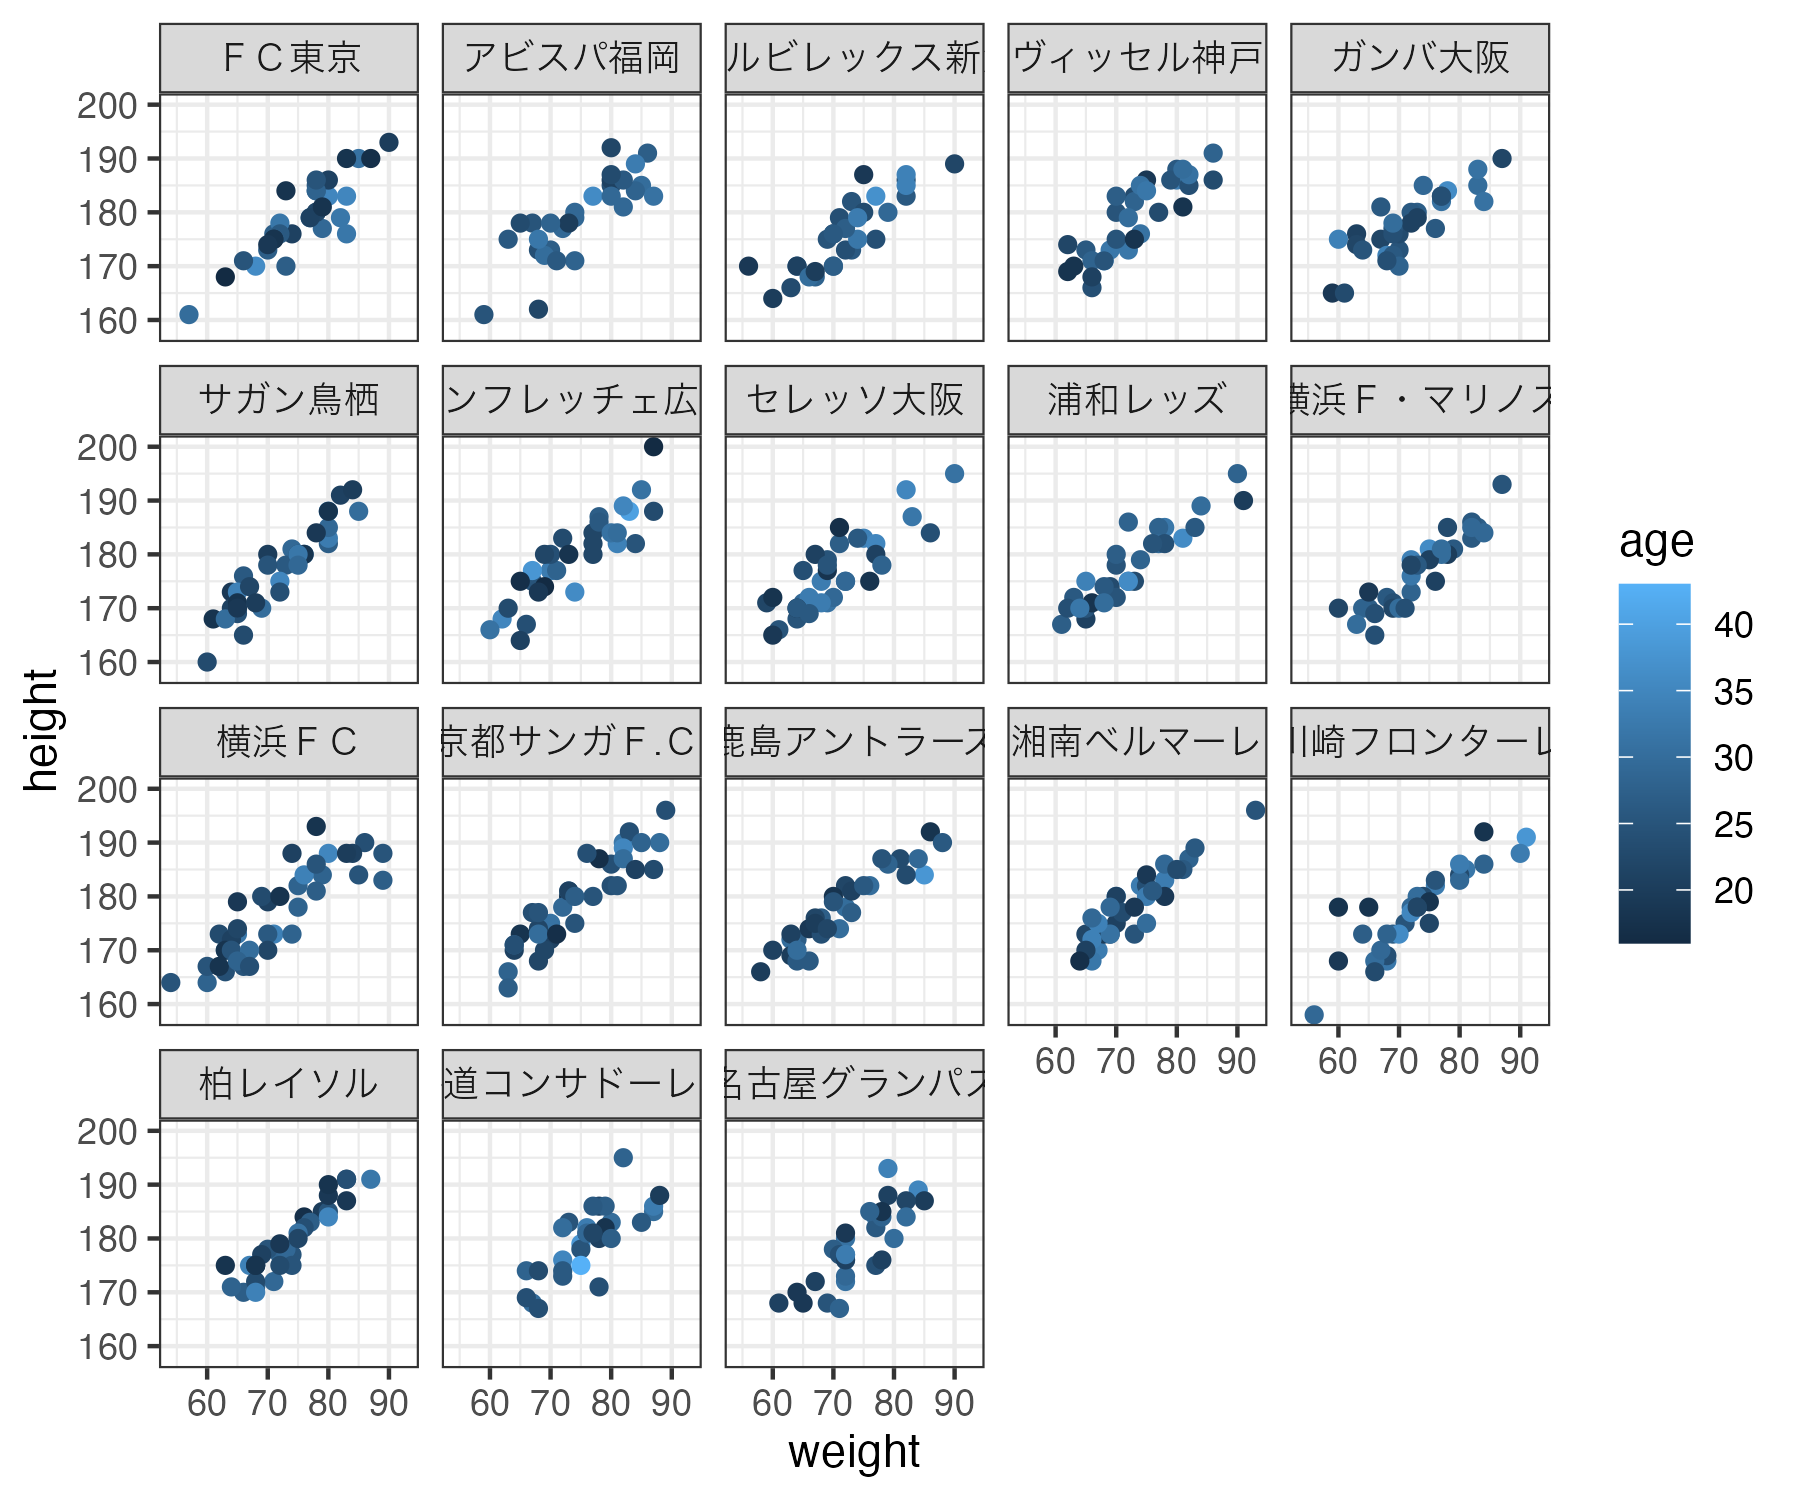 ＦＣ東京
アビスパ福岡
ルビレックス新
ヴィッセル神戸
ガンバ大阪
200
190
180
170
160
サガン鳥栖
ンフレッチェ広
セレッソ大阪
浦和レッズ
横浜Ｆ・マリノス
200
190
180
170
160
横浜ＦＣ
京都サンガＦ.Ｃ
鹿島アントラーズ
湘南ベルマーレ
川崎フロンターレ
200
190
180
170
160
60 70 80 90
60 70 80 90
柏レイソル
道コンサドーレ
名古屋グランパス
200
190
180
170
160
60 70 80 90
60 70 80 90
60 70 80 90
weight
height
age
40
35
30
25
20